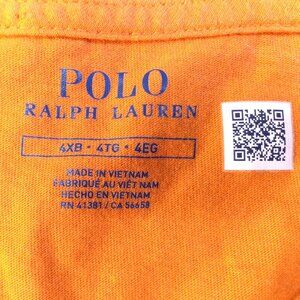 POLO
RALPH LAUREN
4XB • 4TG • 4EG
MADE IN VIETNAM
FABRIQUÉ AU VIÊT NAM
HECHO EN VIETNAM
RN 41381 / CA 56658